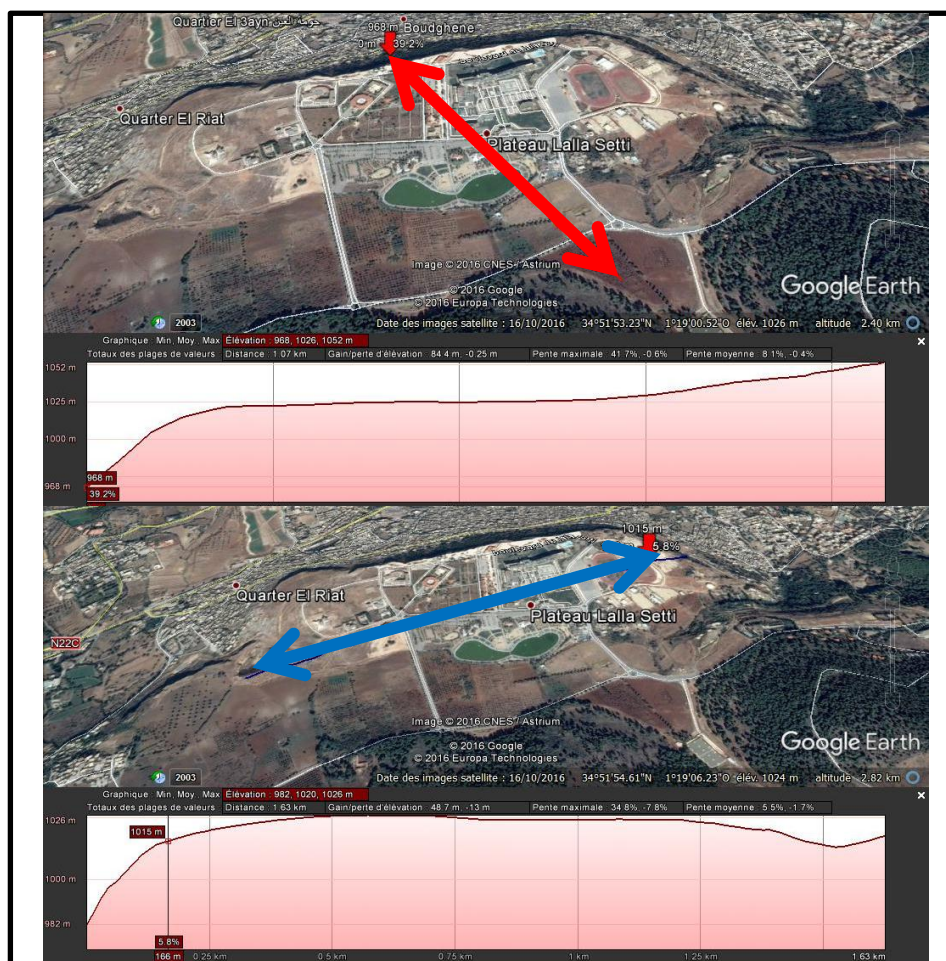 Quartier El 3ayn حومة العين
968 m Boudghene
0 m 39.2%
Quarter El Riat
Plateau Lalla Setti
Image © 2016 CNES / Astrium
© 2016 Google
© 2016 Europa Technologies
Google Earth
2003
Date des images satellite : 16/10/2016 34°51'53.23"N 1°19'00.52"O élév. 1026 m altitude 2.40 km
Graphique : Min, Moy, Max Élévation : 968, 1026, 1052 m
Totaux des plages de valeurs Distance : 1.07 km Gain/perte d'élévation : 84.4 m, -0.25 m Pente maximale : 41.7%, -0.6% Pente moyenne : 8.1%, -0.4%
1052 m
1025 m
1000 m
968 m
968 m
39.2%
1015 m
5.8%
Quarter El Riat
Plateau Lalla Setti
N22C
Image © 2016 CNES / Astrium
© 2016 Google
© 2016 Europa Technologies
Google Earth
2003
Date des images satellite : 16/10/2016 34°51'54.61"N 1°19'06.23"O élév. 1024 m altitude 2.82 km
Graphique : Min, Moy, Max Élévation : 982, 1020, 1026 m
Totaux des plages de valeurs Distance : 1.63 km Gain/perte d'élévation : 48.7 m, -13 m Pente maximale : 34.8%, -7.8% Pente moyenne : 5.5%, -1.7%
1026 m
1015 m
1000 m
982 m
5.8%
166 m 0.25 km 0.5 km 0.75 km 1 km 1.25 km 1.63 km